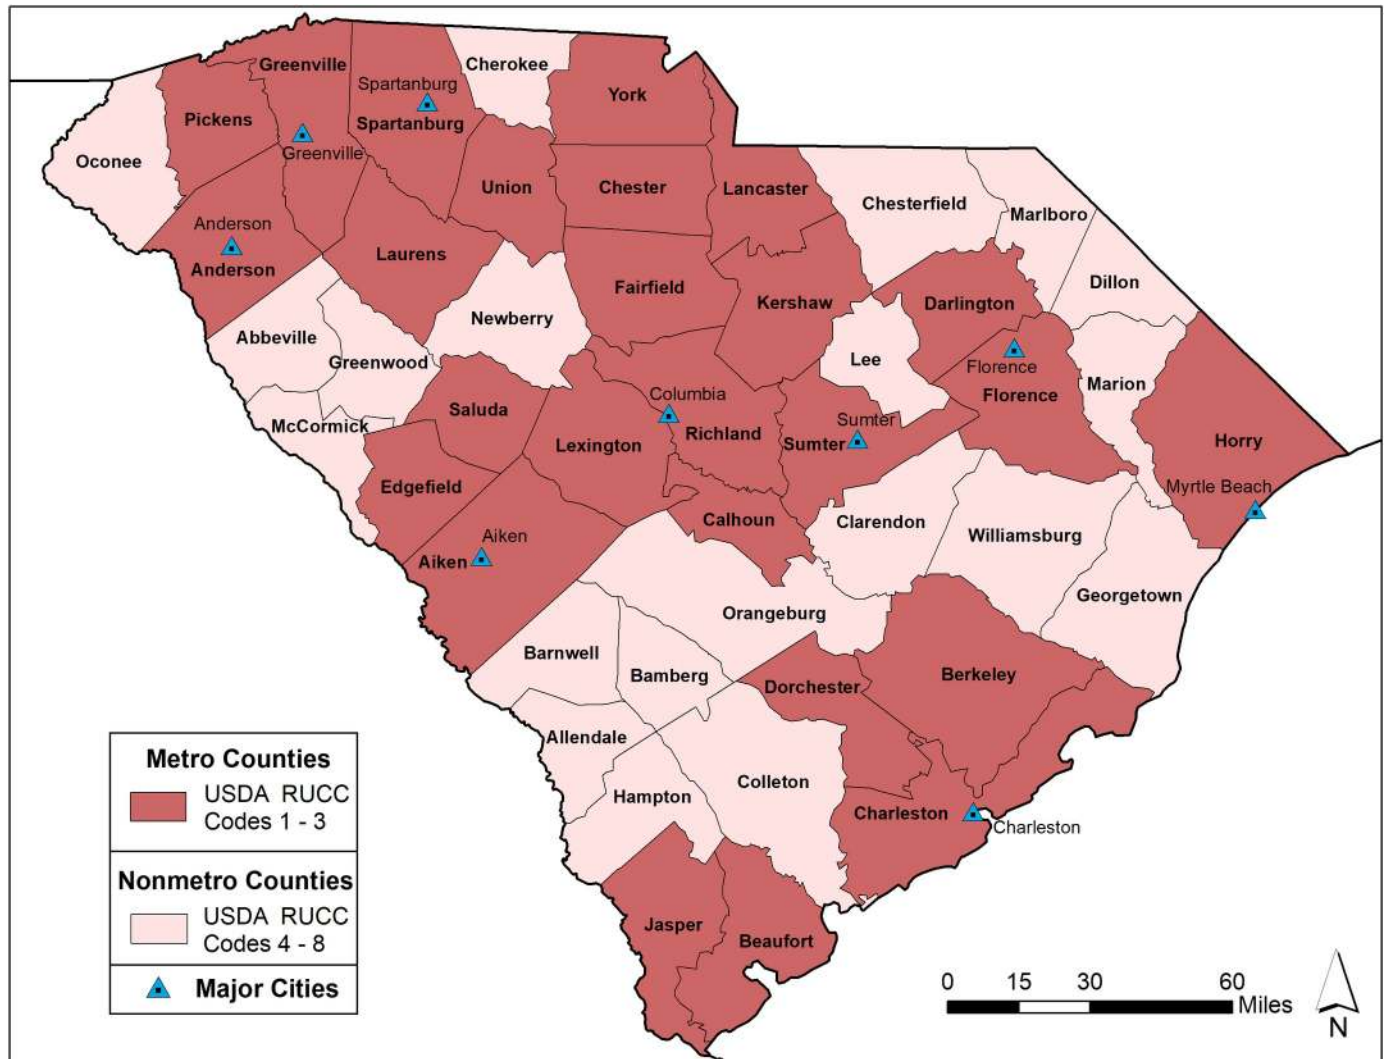 Greenville
Cherokee
Spartanburg
York
Pickens
Spartanburg
Greenville
Oconee
Union
Chester
Lancaster
Chesterfield
Marlboro
Anderson
Laurens
Anderson
Fairfield
Kershaw
Darlington
Dillon
Newberry
Abbeville
Greenwood
Lee
Florence
Marion
Florence
Columbia
Saluda
McCormick
Lexington
Richland
Sumter
Sumter
Horry
Edgefield
Myrtle Beach
Calhoun
Clarendon
Aiken
Aiken
Williamsburg
Georgetown
Orangeburg
Barnwell
Bamberg
Dorchester
Berkeley
Allendale
Colleton
Hampton
Charleston
Charleston
Jasper
Beaufort
Metro Counties
USDA RUCC
Codes 1 - 3
Nonmetro Counties
USDA RUCC
Codes 4 - 8
Major Cities
0 15 30 60
Miles
N